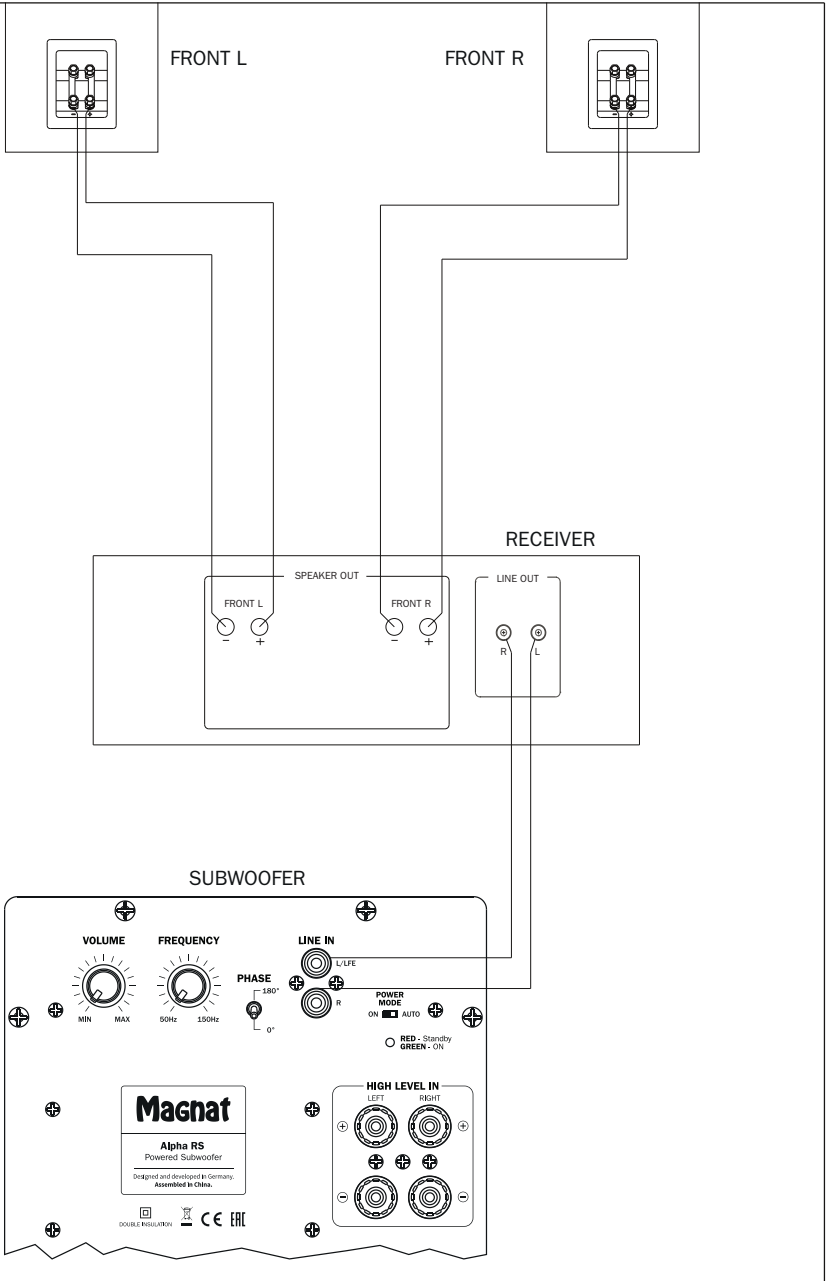 FRONT L
FRONT R
- +
- +
RECEIVER
SPEAKER OUT
LINE OUT
FRONT L
FRONT R
- +
- +
R L
SUBWOOFER
VOLUME
MIN MAX
FREQUENCY
50Hz 150Hz
PHASE
180°
0°
LINE IN
L/LFE
R
POWER
MODE
ON AUTO
RED - Standby
GREEN - ON
Magnat
Alpha RS
Powered Subwoofer
Designed and developed in Germany.
Assembled in China.
DOUBLE INSULATION
CE EAC
HIGH LEVEL IN
LEFT RIGHT
+ +
- -